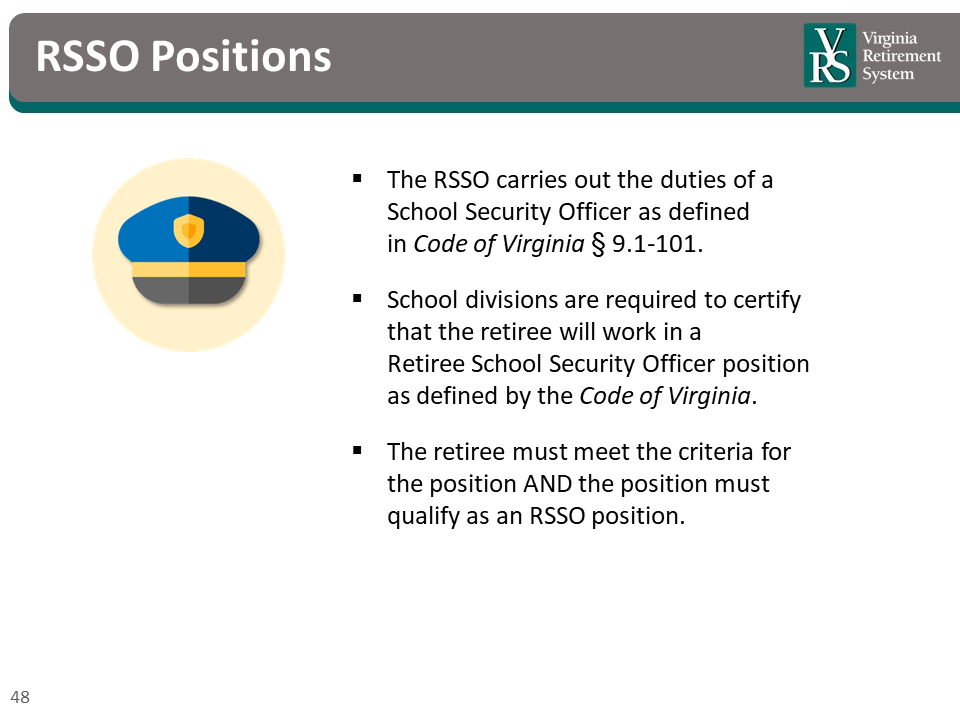 RSSO Positions
VRS
Virginia
Retirement
System
▪ The RSSO carries out the duties of a
School Security Officer as defined
in Code of Virginia § 9.1-101.
▪ School divisions are required to certify
that the retiree will work in a
Retiree School Security Officer position
as defined by the Code of Virginia.
▪ The retiree must meet the criteria for
the position AND the position must
qualify as an RSSO position.
48